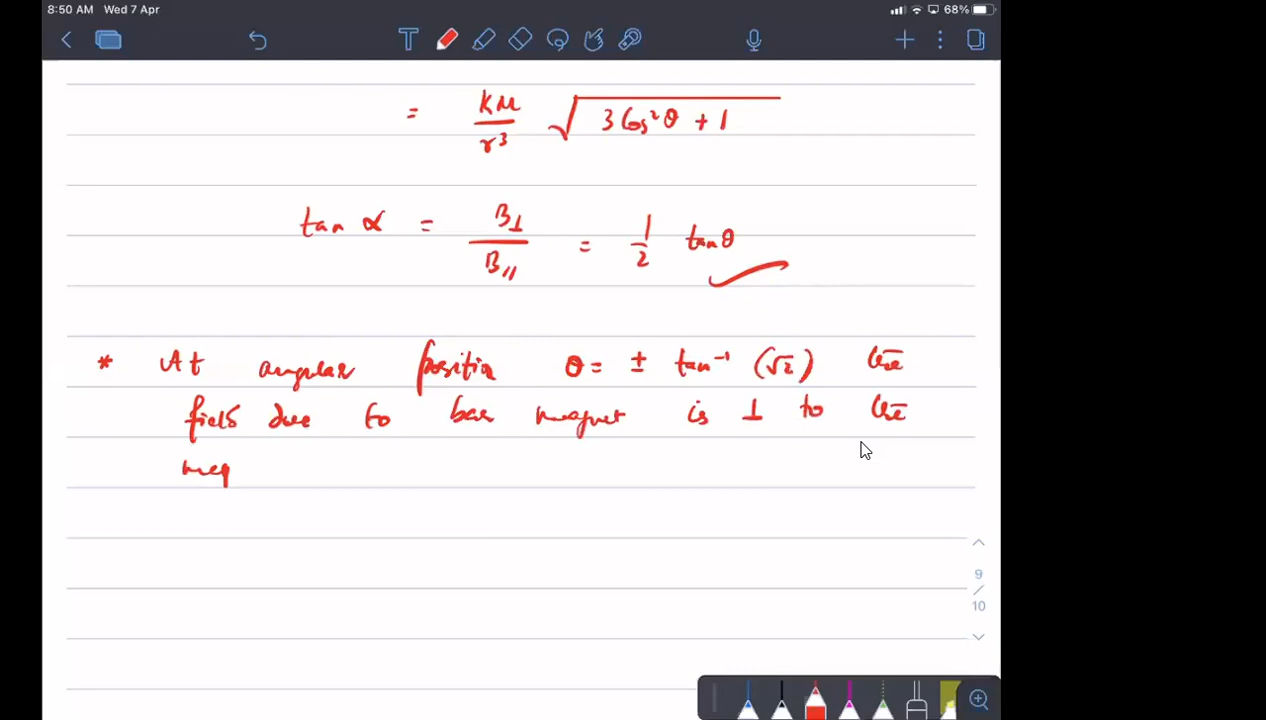 8:50 AM Wed 7 Apr
68%
= KM / r³ √(3 Cos²θ + 1)
tan α = B⊥ / B// = 1/2 tanθ
* At angular position θ = ± tan⁻¹ (√2) the
field due to bar magnet is ⊥ to the
mag
9
/
10